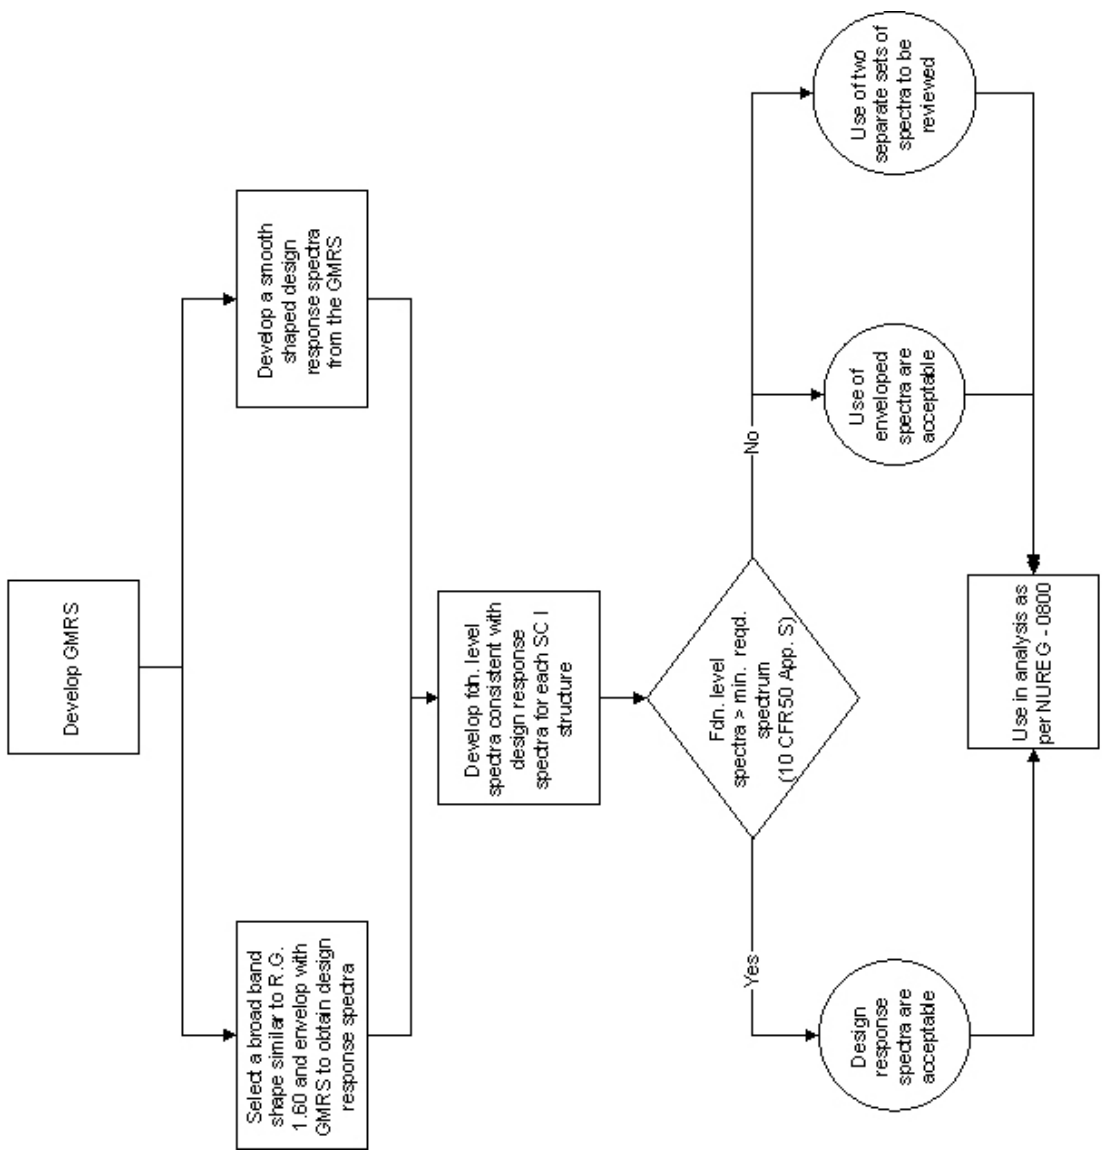 Develop GMRS
Select a broad band
shape similar to R.G.
1.60 and envelop with
GMRS to obtain design
response spectra
Develop a smooth
shaped design
response spectra
from the GMRS
Develop fdn. level
spectra consistent with
design response
spectra for each SC I
structure
Fdn. level
spectra > min. reqd.
spectrum
(10 CFR50 App. S)
Yes
No
Design
response
spectra are
acceptable
Use of
enveloped
spectra are
acceptable
Use of two
separate sets of
spectra to be
reviewed
Use in analysis as
per NUREG - 0800